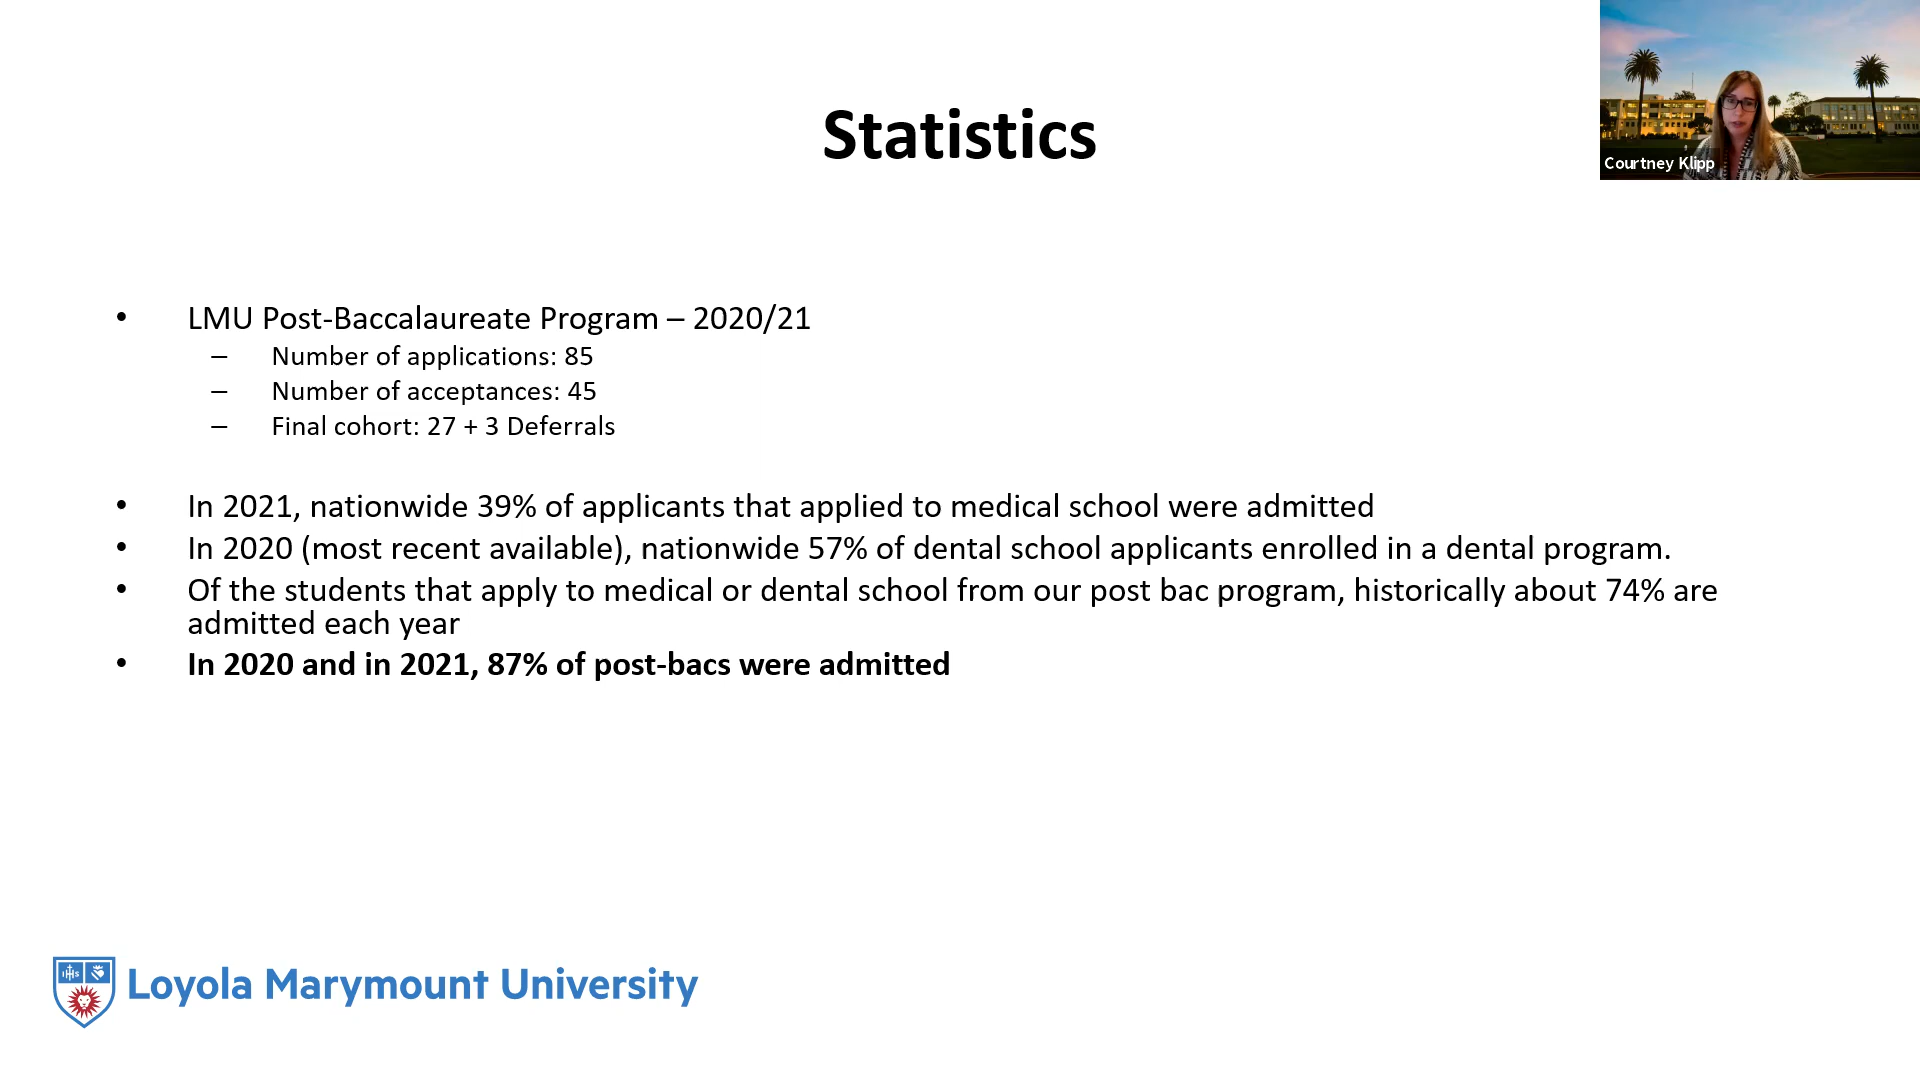 Statistics
Courtney Klipp
• LMU Post-Baccalaureate Program – 2020/21
– Number of applications: 85
– Number of acceptances: 45
– Final cohort: 27 + 3 Deferrals
• In 2021, nationwide 39% of applicants that applied to medical school were admitted
• In 2020 (most recent available), nationwide 57% of dental school applicants enrolled in a dental program.
• Of the students that apply to medical or dental school from our post bac program, historically about 74% are
admitted each year
• In 2020 and in 2021, 87% of post-bacs were admitted
IHS
Loyola Marymount University